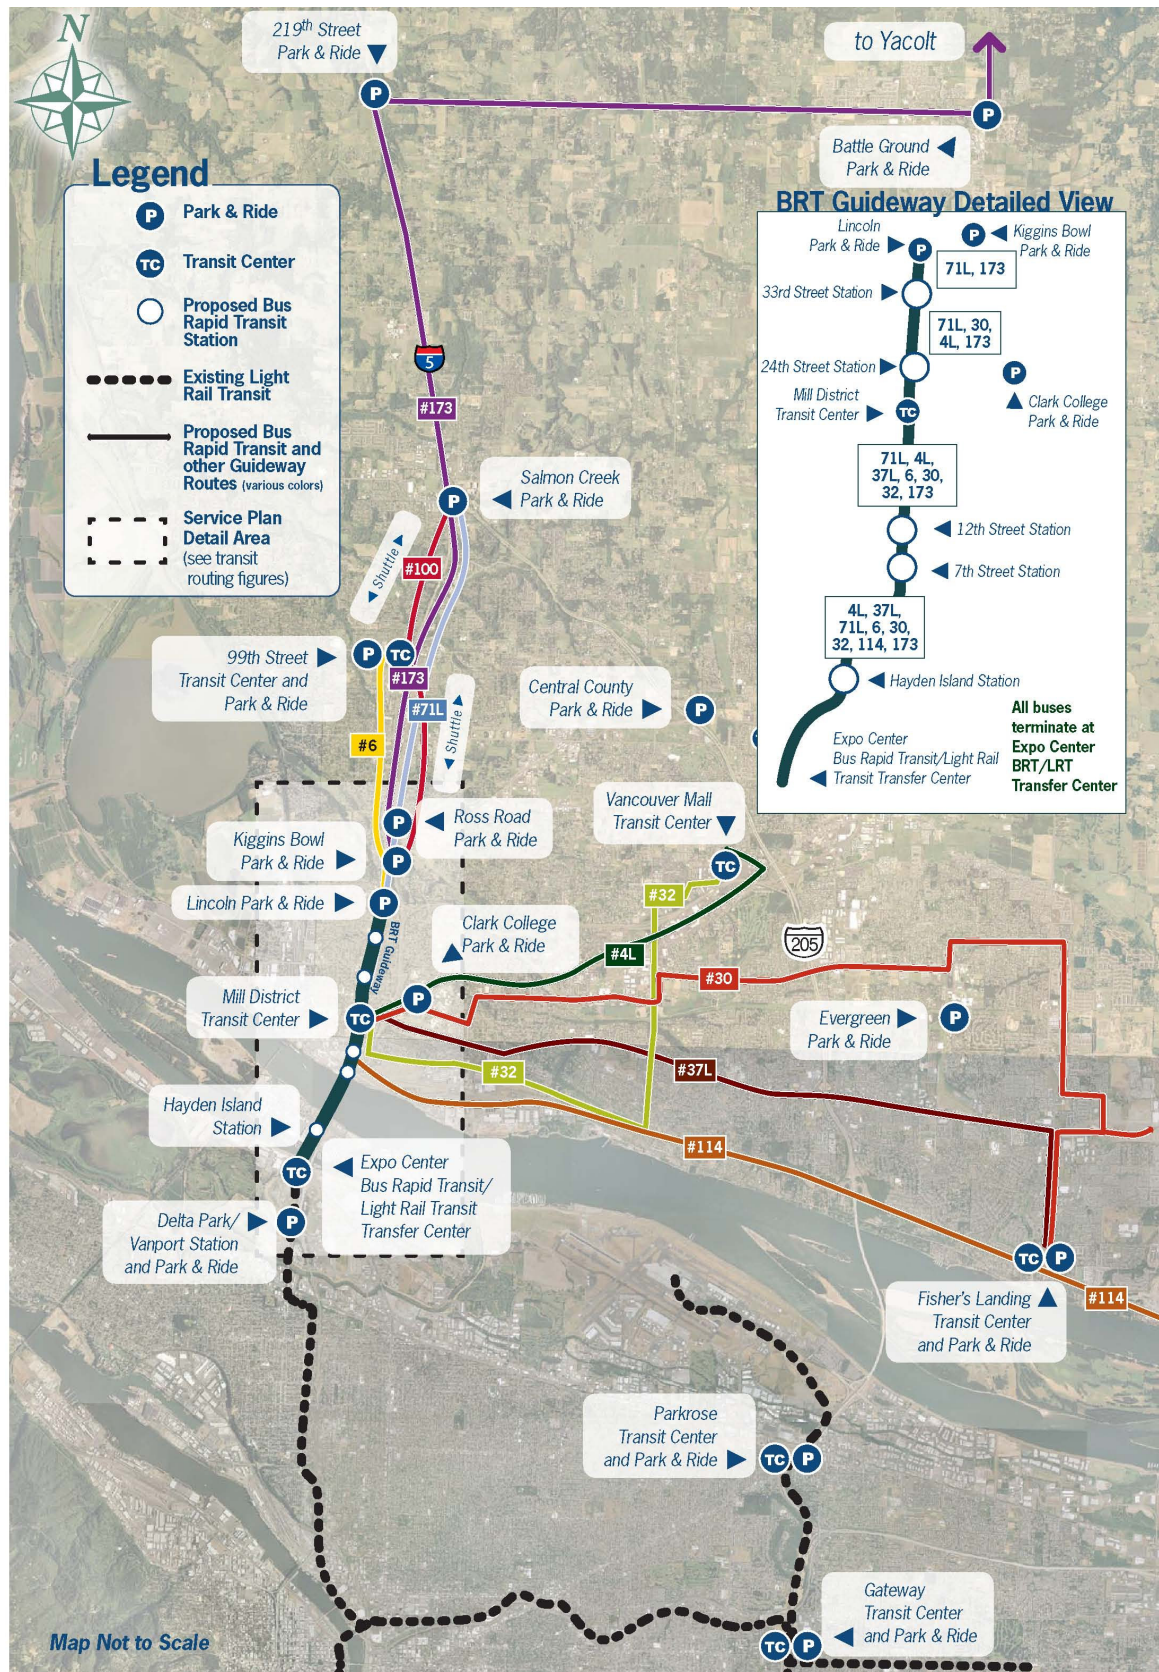 N
219th Street
Park & Ride
P
to Yacolt
P
Battle Ground
Park & Ride
Legend
P
Park & Ride
TC
Transit Center
Proposed Bus
Rapid Transit
Station
Existing Light
Rail Transit
Proposed Bus
Rapid Transit and
other Guideway
Routes (various colors)
Service Plan
Detail Area
(see transit
routing figures)
BRT Guideway Detailed View
Lincoln
Park & Ride
P
P
Kiggins Bowl
Park & Ride
71L, 173
33rd Street Station
71L, 30,
4L, 173
24th Street Station
P
Clark College
Park & Ride
Mill District
Transit Center
TC
71L, 4L,
37L, 6, 30,
32, 173
12th Street Station
7th Street Station
4L, 37L,
71L, 6, 30,
32, 114, 173
Hayden Island Station
Expo Center
Bus Rapid Transit/Light Rail
Transit Transfer Center
All buses
terminate at
Expo Center
BRT/LRT
Transfer Center
5
#173
P
Salmon Creek
Park & Ride
Shuttle
#100
99th Street
Transit Center and
Park & Ride
P
TC
#173
#71L
Shuttle
#6
Central County
Park & Ride
P
Vancouver Mall
Transit Center
TC
P
Ross Road
Park & Ride
Kiggins Bowl
Park & Ride
P
Lincoln Park & Ride
P
BRT Guideway
#32
Clark College
Park & Ride
#4L
205
#30
P
Mill District
Transit Center
TC
Evergreen
Park & Ride
P
#32
#37L
Hayden Island
Station
#114
TC
Expo Center
Bus Rapid Transit/
Light Rail Transit
Transfer Center
Delta Park/
Vanport Station
and Park & Ride
P
TC
P
Fisher's Landing
Transit Center
and Park & Ride
#114
Parkrose
Transit Center
and Park & Ride
TC
P
Gateway
Transit Center
and Park & Ride
TC
P
Map Not to Scale